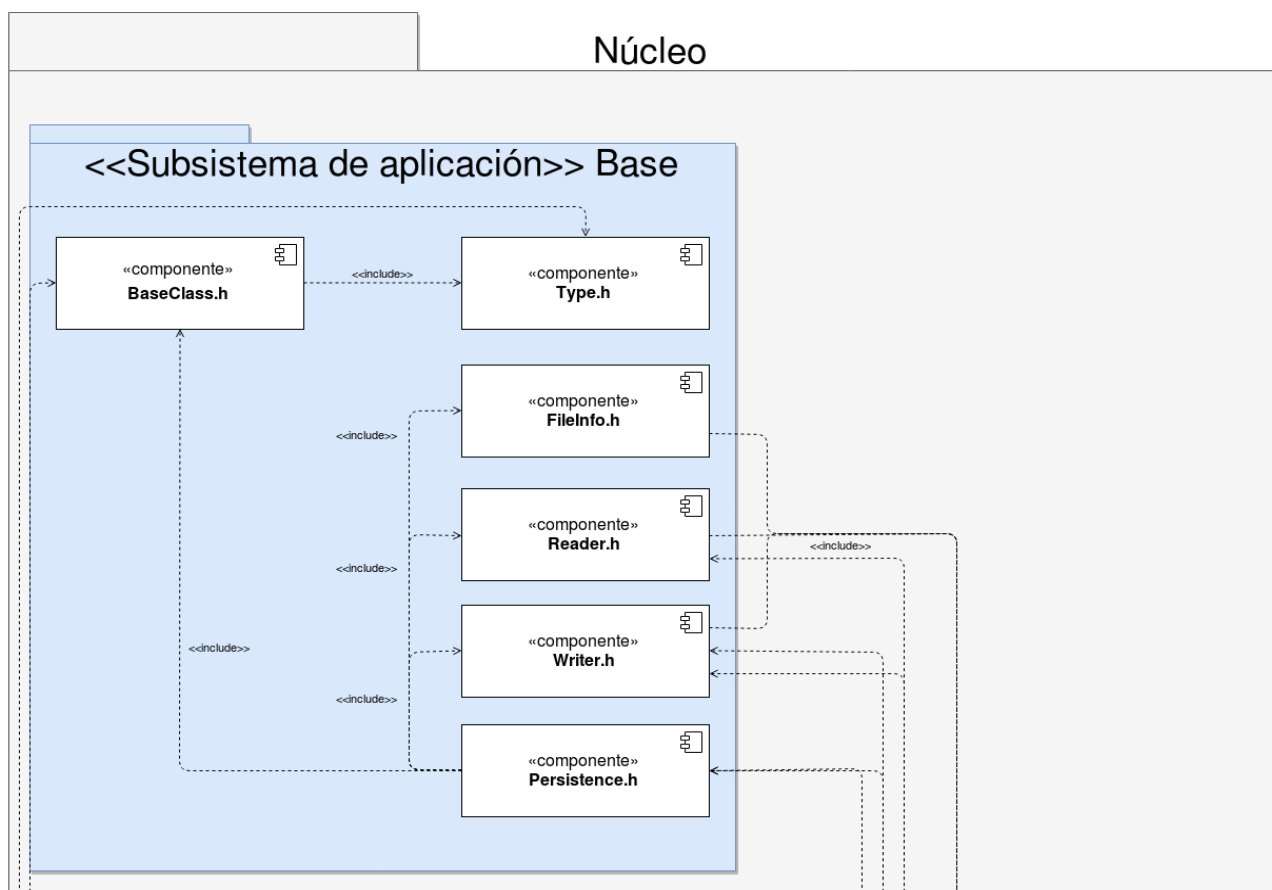 Núcleo
<<Subsistema de aplicación>> Base
«componente»
BaseClass.h
<<include>>
«componente»
Type.h
«componente»
FileInfo.h
<<include>>
«componente»
Reader.h
<<include>>
<<include>>
«componente»
Writer.h
<<include>>
<<include>>
«componente»
Persistence.h